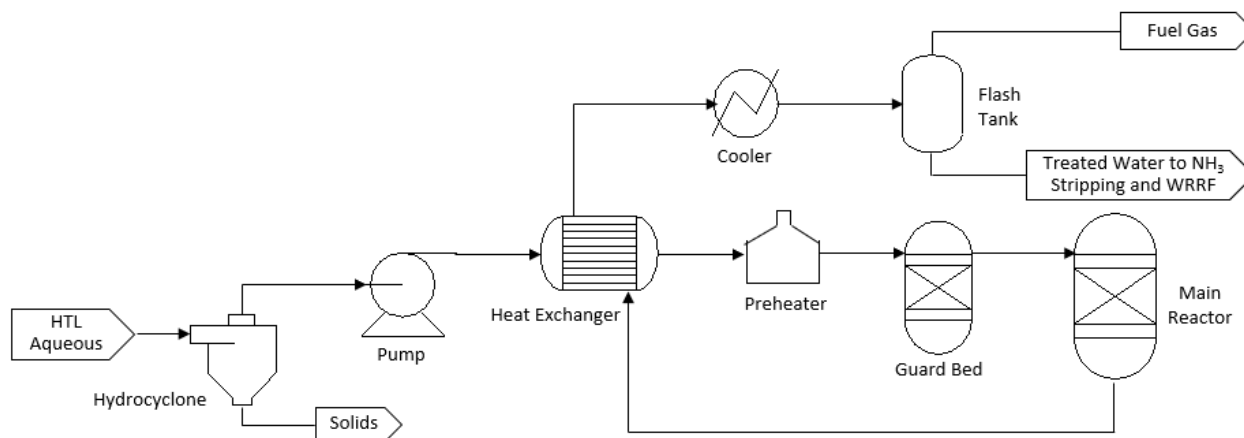 Fuel Gas
Flash
Tank
Cooler
Treated Water to NH₃
Stripping and WRRF
Heat Exchanger
Preheater
Guard Bed
Main
Reactor
HTL
Aqueous
Pump
Hydrocyclone
Solids